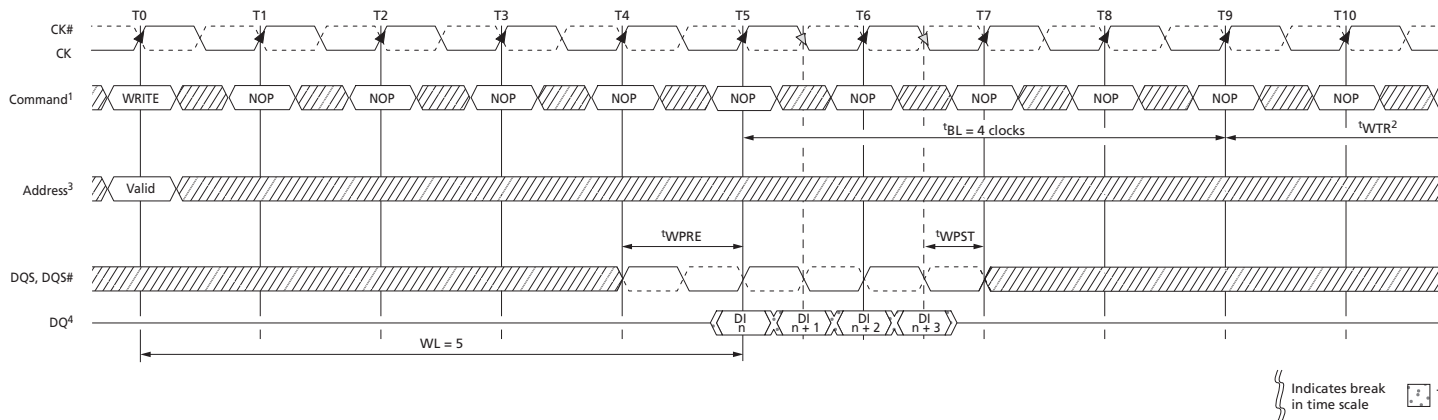 T0 T1 T2 T3 T4 T5 T6 T7 T8 T9 T10
CK#
CK
Command1 WRITE NOP NOP NOP NOP NOP NOP NOP NOP NOP NOP
tBL = 4 clocks tWTR2
Address3 Valid
tWPRE tWPST
DQS, DQS#
DQ4 DI n DI n + 1 DI n + 2 DI n + 3
WL = 5
Indicates break
in time scale